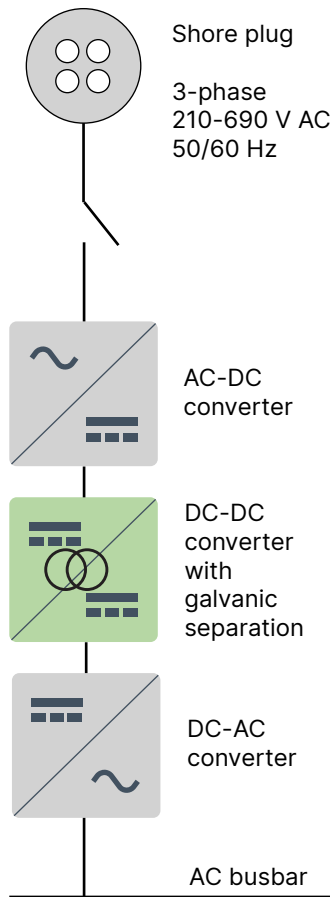 Shore plug
3-phase
210-690 V AC
50/60 Hz
AC-DC
converter
DC-DC
converter
with
galvanic
separation
DC-AC
converter
AC busbar